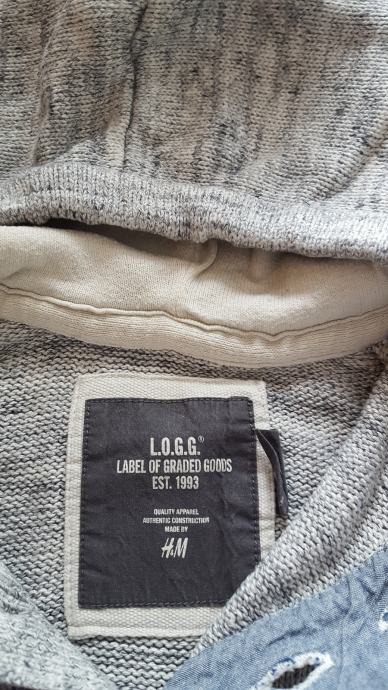 L.O.G.G.®
LABEL OF GRADED GOODS
EST. 1993
QUALITY APPAREL
AUTHENTIC CONSTRUCTION
MADE BY
H&M